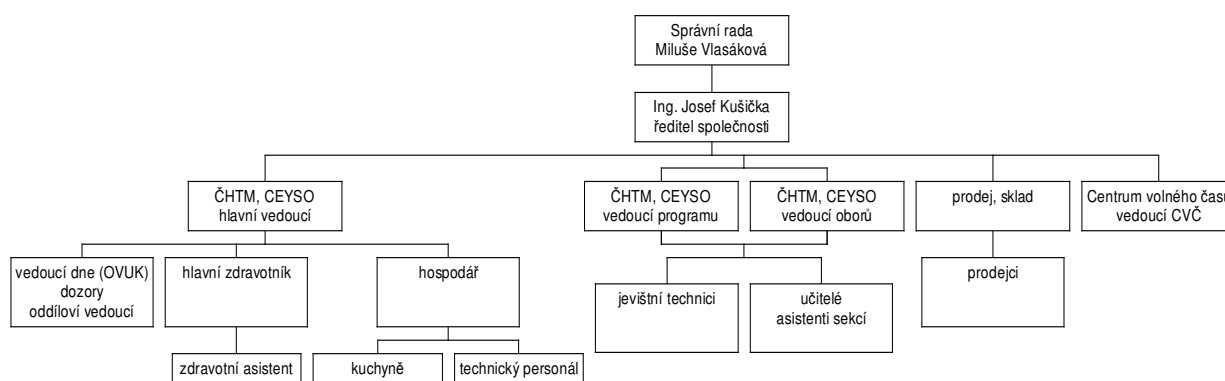 Správní rada
Miluše Vlasáková
Ing. Josef Kušička
ředitel společnosti
ČHTM, CEYSO
hlavní vedoucí
ČHTM, CEYSO
vedoucí programu
ČHTM, CEYSO
vedoucí oborů
prodej, sklad
Centrum volného času
vedoucí CVČ
vedoucí dne (OVUK)
dozory
oddíloví vedoucí
hlavní zdravotník
hospodář
jevištní technici
učitelé
asistenti sekcí
prodejci
zdravotní asistent
kuchyně
technický personál